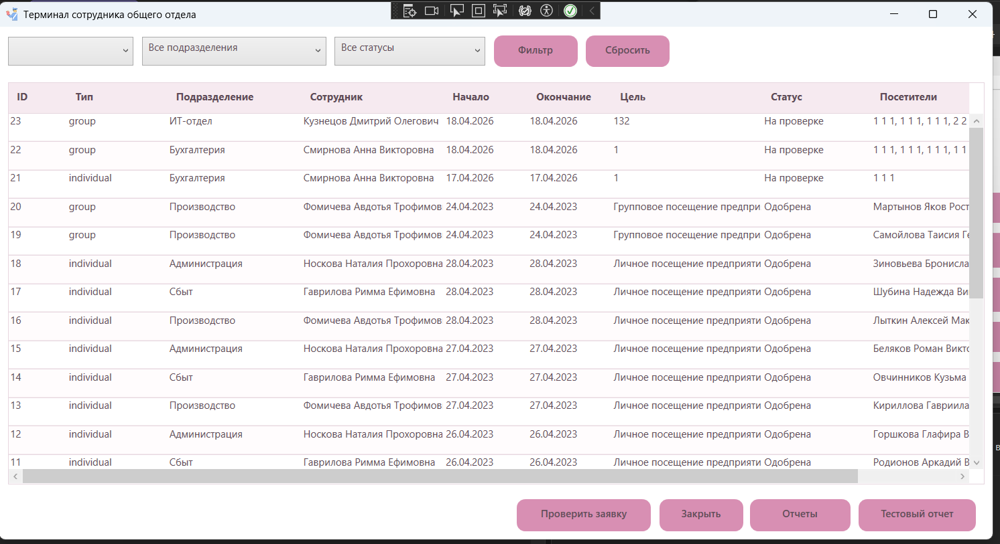 Терминал сотрудника общего отдела
Все подразделения Все статусы Фильтр Сбросить
ID Тип Подразделение Сотрудник Начало Окончание Цель Статус Посетители
23 group ИТ-отдел Кузнецов Дмитрий Олегович 18.04.2026 18.04.2026 132 На проверке 1 1 1, 1 1 1, 1 1 1, 2 2
22 group Бухгалтерия Смирнова Анна Викторовна 18.04.2026 18.04.2026 1 На проверке 1 1 1, 1 1 1, 1 1 1, 1 1
21 individual Бухгалтерия Смирнова Анна Викторовна 17.04.2026 17.04.2026 1 На проверке 1 1 1
20 group Производство Фомичева Авдотья Трофимов 24.04.2023 24.04.2023 Групповое посещение предпри Одобрена Мартынов Яков Рост
19 group Производство Фомичева Авдотья Трофимов 24.04.2023 24.04.2023 Групповое посещение предпри Одобрена Самойлова Таисия Ге
18 individual Администрация Носкова Наталия Прохоровна 28.04.2023 28.04.2023 Личное посещение предприяти Одобрена Зиновьева Бронисла
17 individual Сбыт Гаврилова Римма Ефимовна 28.04.2023 28.04.2023 Личное посещение предприяти Одобрена Шубина Надежда Ви
16 individual Производство Фомичева Авдотья Трофимов 28.04.2023 28.04.2023 Личное посещение предприяти Одобрена Лыткин Алексей Мак
15 individual Администрация Носкова Наталия Прохоровна 27.04.2023 27.04.2023 Личное посещение предприяти Одобрена Беляков Роман Викто
14 individual Сбыт Гаврилова Римма Ефимовна 27.04.2023 27.04.2023 Личное посещение предприяти Одобрена Овчинников Кузьма
13 individual Производство Фомичева Авдотья Трофимов 27.04.2023 27.04.2023 Личное посещение предприяти Одобрена Кириллова Гавриила
12 individual Администрация Носкова Наталия Прохоровна 26.04.2023 26.04.2023 Личное посещение предприяти Одобрена Горшкова Глафира В
11 individual Сбыт Гаврилова Римма Ефимовна 26.04.2023 26.04.2023 Личное посещение предприяти Одобрена Родионов Аркадий В
Проверить заявку Закрыть Отчеты Тестовый отчет